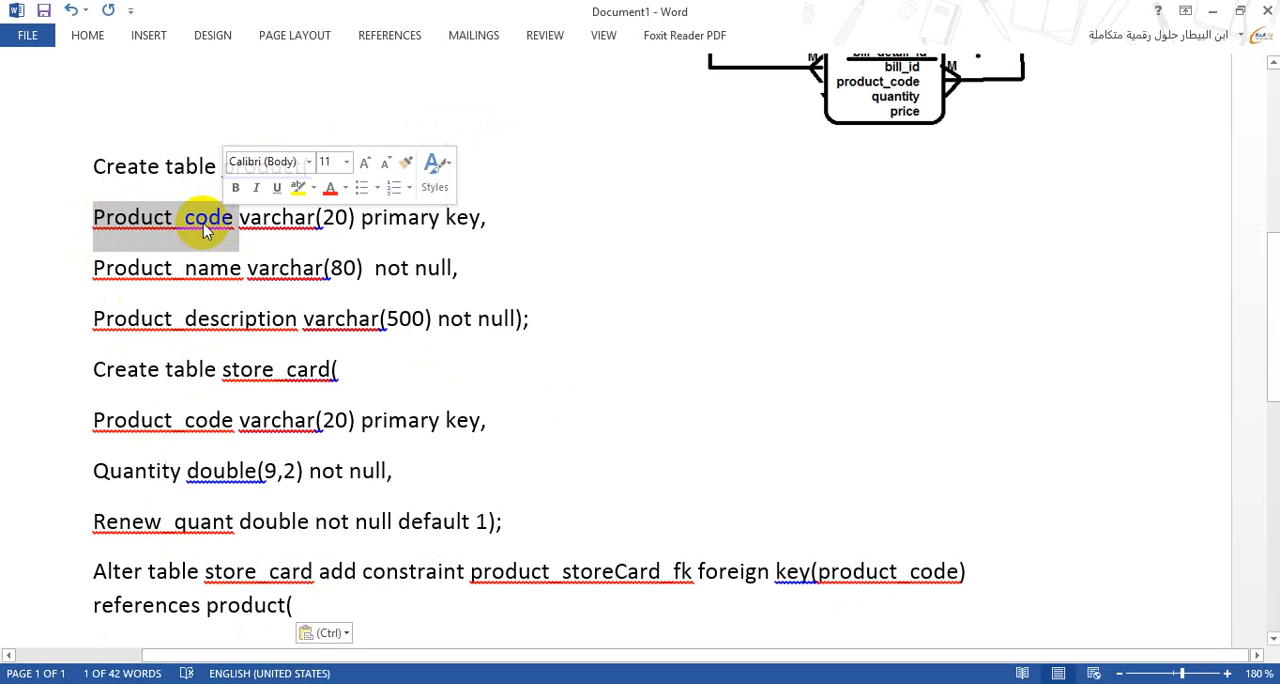 Document1 - Word
?
FILE
HOME
INSERT
DESIGN
PAGE LAYOUT
REFERENCES
MAILINGS
REVIEW
VIEW
Foxit Reader PDF
ابن البيطار حلول رقمية متكاملة
M
bill_detail_id
M
bill_id
product_code
quantity
price
Calibri (Body)
11
A A A
B I U A
Styles
Create table product(
Product_code varchar(20) primary key,
Product_name varchar(80) not null,
Product_description varchar(500) not null);
Create table store_card(
Product_code varchar(20) primary key,
Quantity double(9,2) not null,
Renew_quant double not null default 1);
Alter table store_card add constraint product_storeCard_fk foreign key(product_code)
references product(
(Ctrl)
PAGE 1 OF 1
1 OF 42 WORDS
ENGLISH (UNITED STATES)
180 %